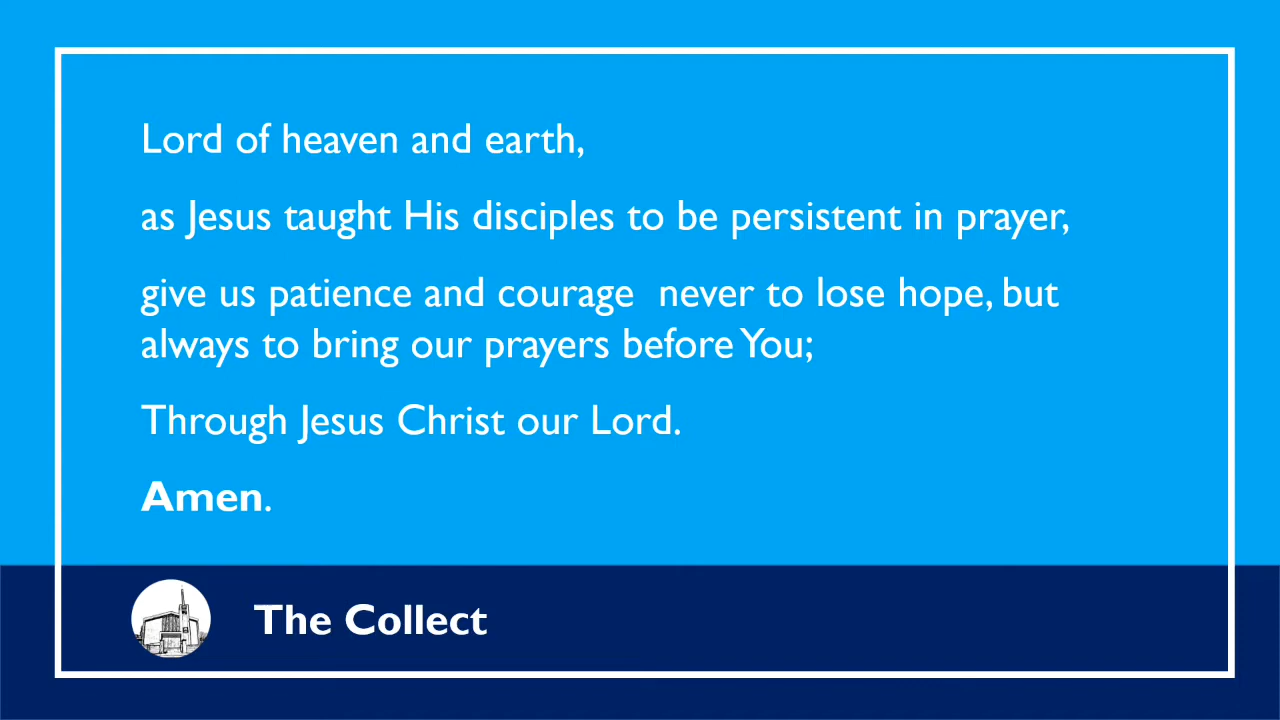 Lord of heaven and earth,
as Jesus taught His disciples to be persistent in prayer,
give us patience and courage  never to lose hope, but
always to bring our prayers before You;
Through Jesus Christ our Lord.
Amen.
The Collect